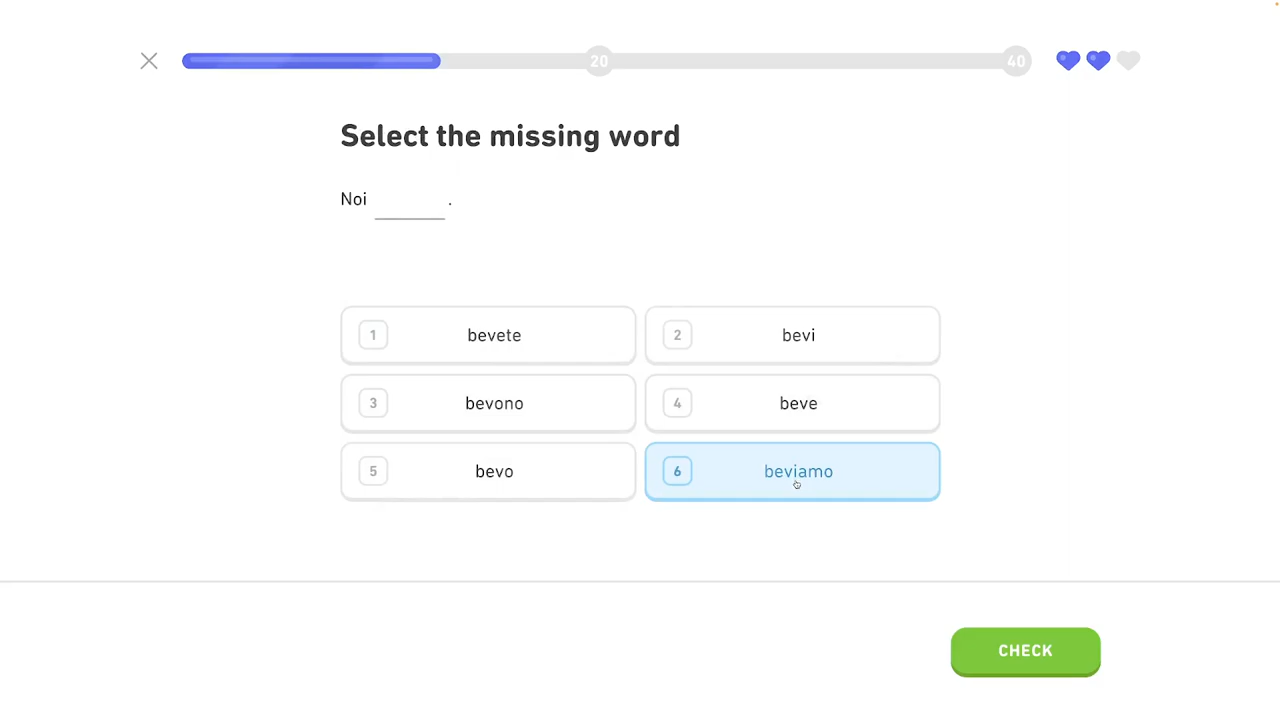 20
40
Select the missing word
Noi ______ .
1 bevete
2 bevi
3 bevono
4 beve
5 bevo
6 beviamo
CHECK